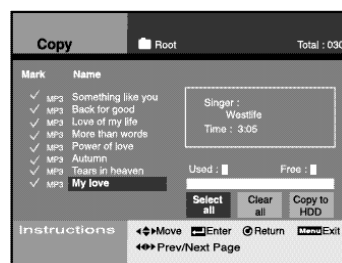 Copy Root Total : 030
Mark Name
MP3 Something like you
MP3 Back for good
MP3 Love of my life
MP3 More than words
MP3 Power of love
MP3 Autumn
MP3 Tears in heaven
MP3 My love
Singer :
Westlife
Time : 3:05
Used : Free :
Select all
Clear all
Copy to HDD
Instructions
Move Enter Return Menu Exit
Prev/Next Page